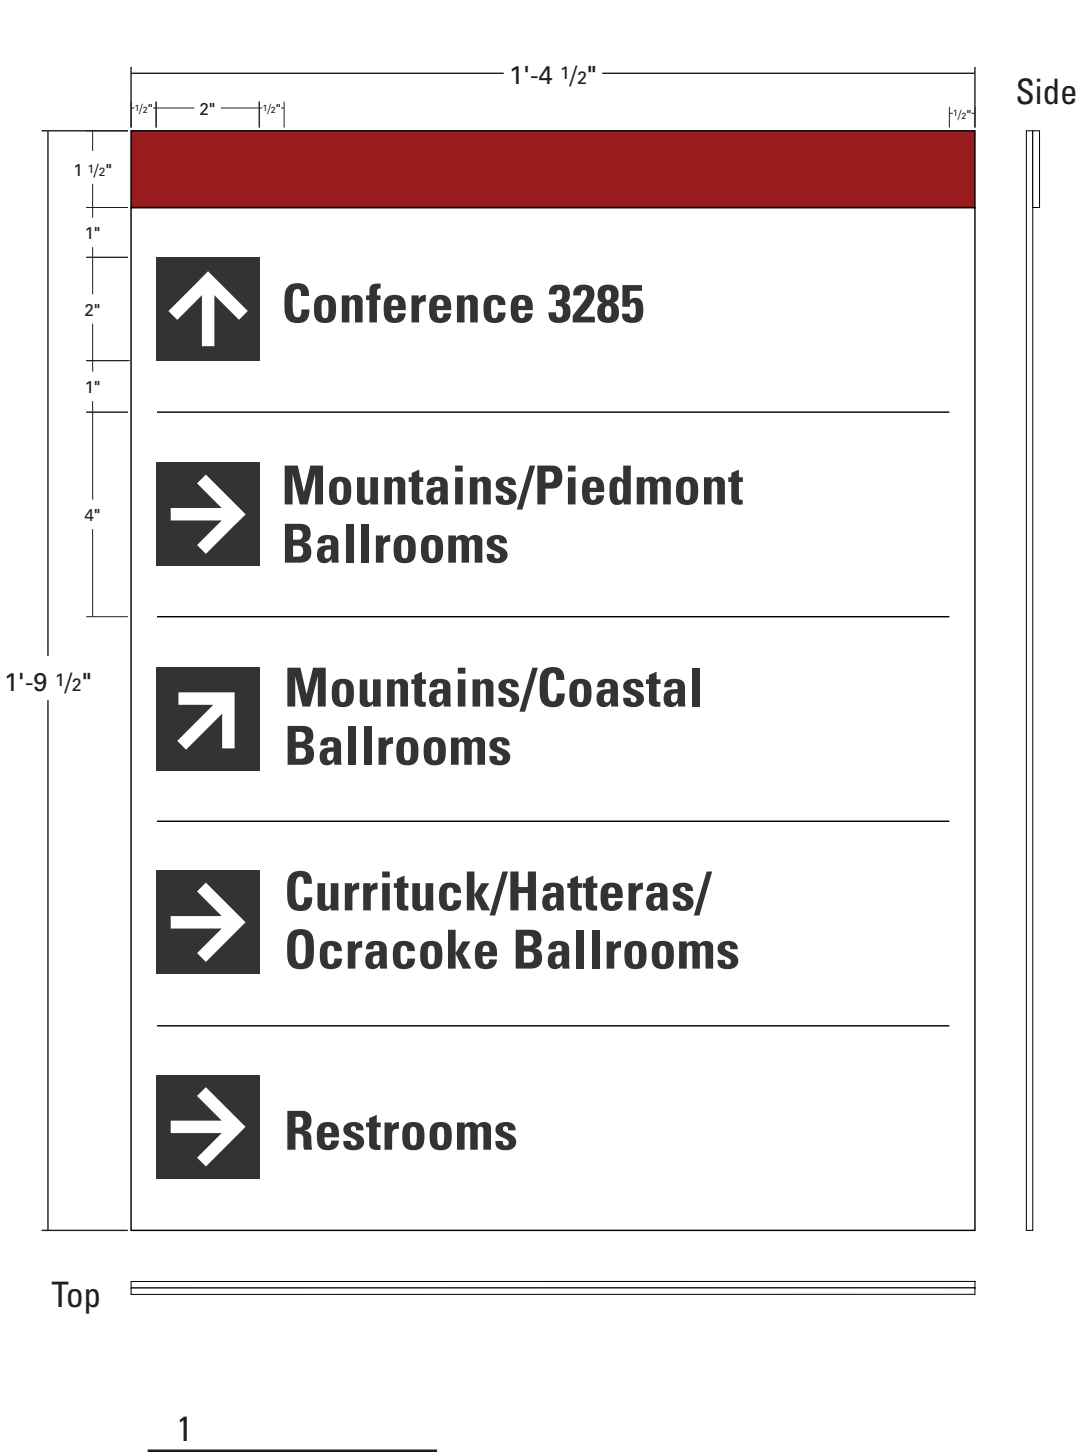 1'-4 1/2"
Side
1/2" 2" 1/2" 1/2"
1 1/2"
1"
Conference 3285
2"
1"
Mountains/Piedmont
4"
Ballrooms
1'-9 1/2"
Mountains/Coastal
Ballrooms
Currituck/Hatteras/
Ocracoke Ballrooms
Restrooms
Top
1